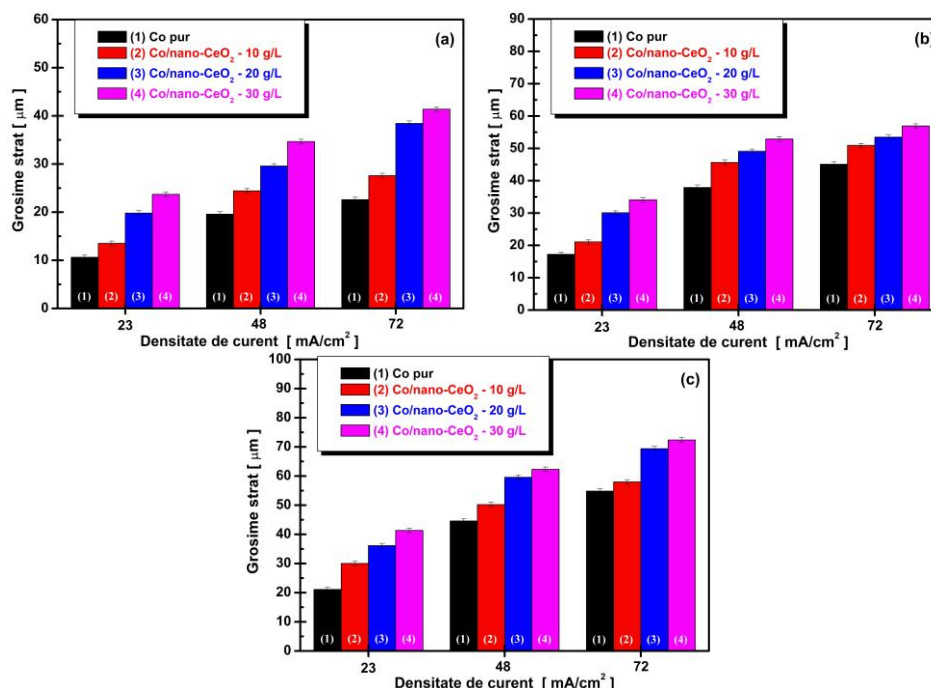 (a)
(1) Co pur
(2) Co/nano-CeO₂ - 10 g/L
(3) Co/nano-CeO₂ - 20 g/L
(4) Co/nano-CeO₂ - 30 g/L
Grosime strat [ μm ]
60
50
40
30
20
10
0
(1) (2) (3) (4) (1) (2) (3) (4) (1) (2) (3) (4)
23 48 72
Densitate de curent [ mA/cm² ]
(b)
(1) Co pur
(2) Co/nano-CeO₂ - 10 g/L
(3) Co/nano-CeO₂ - 20 g/L
(4) Co/nano-CeO₂ - 30 g/L
Grosime strat [ μm ]
90
80
70
60
50
40
30
20
10
0
(1) (2) (3) (4) (1) (2) (3) (4) (1) (2) (3) (4)
23 48 72
Densitate de curent [ mA/cm² ]
(c)
(1) Co pur
(2) Co/nano-CeO₂ - 10 g/L
(3) Co/nano-CeO₂ - 20 g/L
(4) Co/nano-CeO₂ - 30 g/L
Grosime strat [ μm ]
100
90
80
70
60
50
40
30
20
10
0
(1) (2) (3) (4) (1) (2) (3) (4) (1) (2) (3) (4)
23 48 72
Densitate de curent [ mA/cm² ]